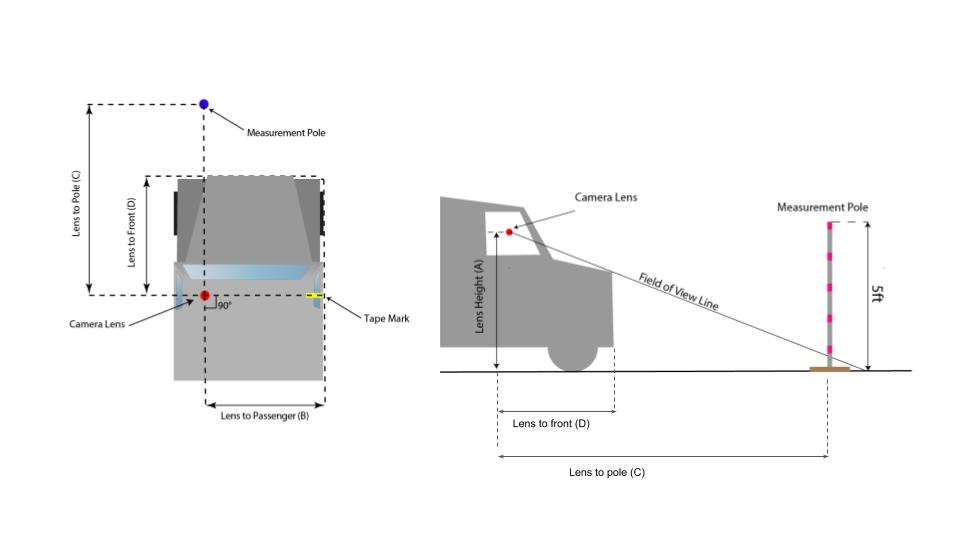 Measurement Pole
Lens to Pole (C)
Lens to Front (D)
Camera Lens
90°
Tape Mark
Lens to Passenger (B)
Camera Lens
Measurement Pole
Lens Height (A)
Field of View Line
5ft
Lens to front (D)
Lens to pole (C)